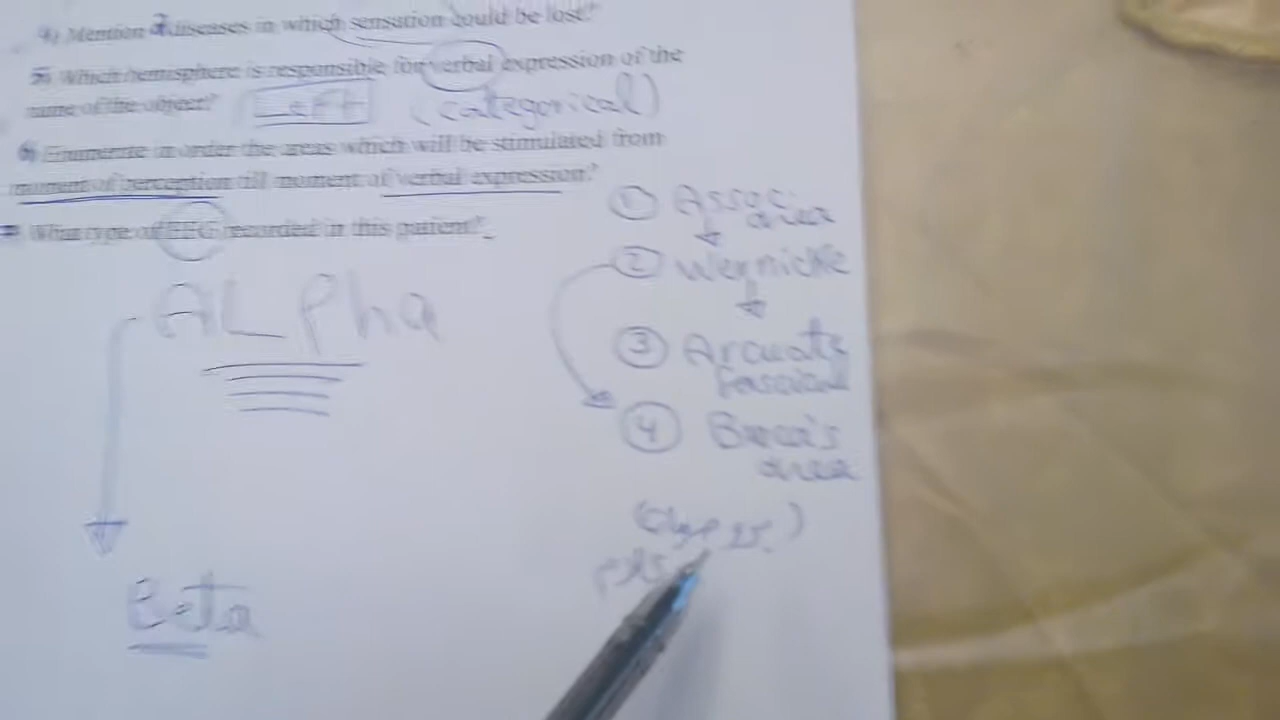 4) Mention 2 diseases in which sensation could be lost?
5) Which hemisphere is responsible for verbal expression of the
name of the object?
Left (categorical)
6) Enumerate in order the areas which will be stimulated from
moment of perception till moment of verbal expression?
What type of EEG recorded in this patient?
1 Assoc. area
2 Wernicke
3 Arcuate
4 Broca's area
ALPha
Beta